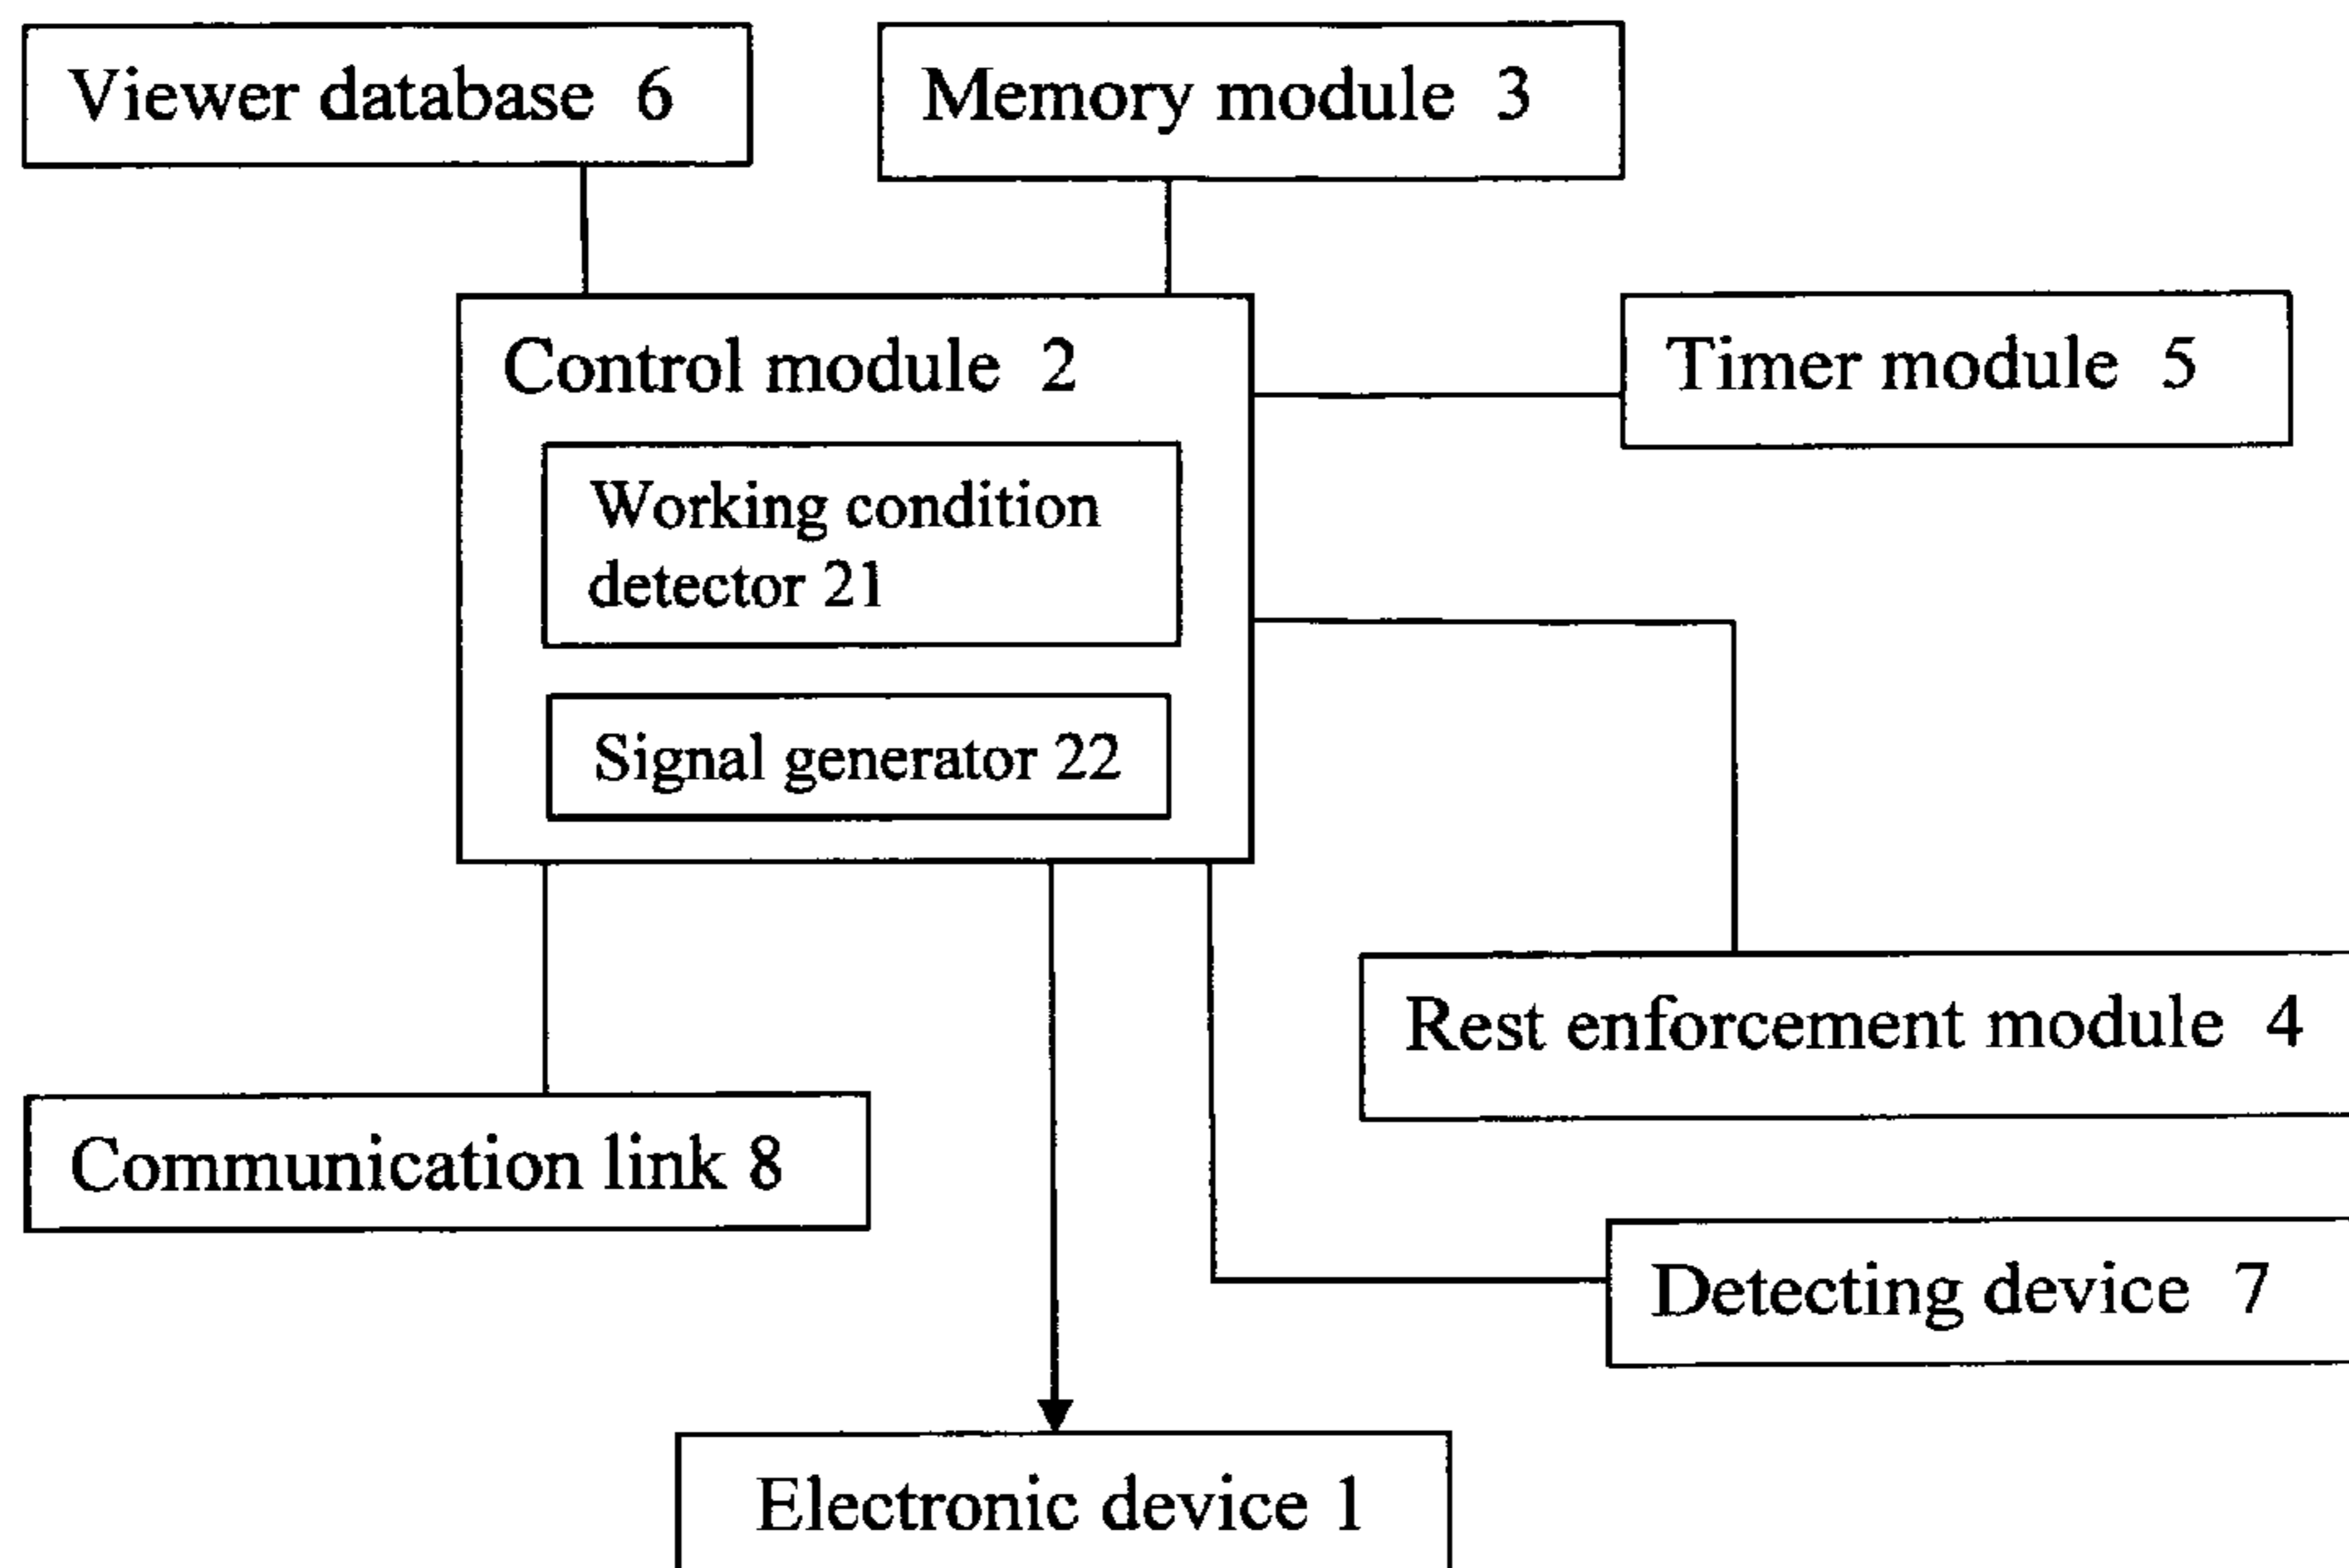 Viewer database 6
Memory module 3
Control module 2
Timer module 5
Working condition
detector 21
Signal generator 22
Rest enforcement module 4
Communication link 8
Detecting device 7
Electronic device 1